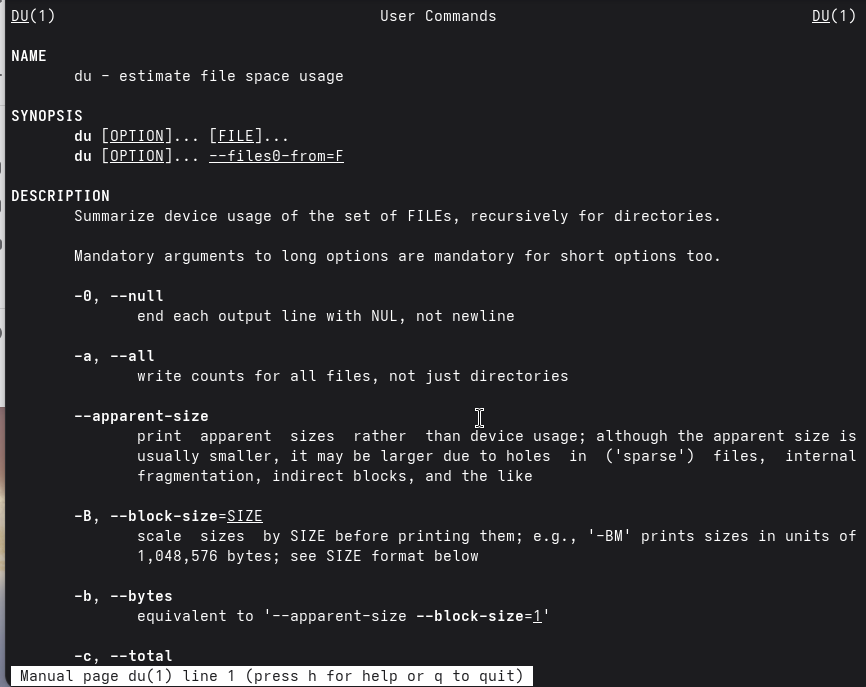 DU(1) User Commands DU(1)
NAME
du - estimate file space usage
SYNOPSIS
du [OPTION]... [FILE]...
du [OPTION]... --files0-from=F
DESCRIPTION
Summarize device usage of the set of FILEs, recursively for directories.
Mandatory arguments to long options are mandatory for short options too.
-0, --null
end each output line with NUL, not newline
-a, --all
write counts for all files, not just directories
--apparent-size
print apparent sizes rather than device usage; although the apparent size is
usually smaller, it may be larger due to holes in ('sparse') files, internal
fragmentation, indirect blocks, and the like
-B, --block-size=SIZE
scale sizes by SIZE before printing them; e.g., '-BM' prints sizes in units of
1,048,576 bytes; see SIZE format below
-b, --bytes
equivalent to '--apparent-size --block-size=1'
-c, --total
Manual page du(1) line 1 (press h for help or q to quit)